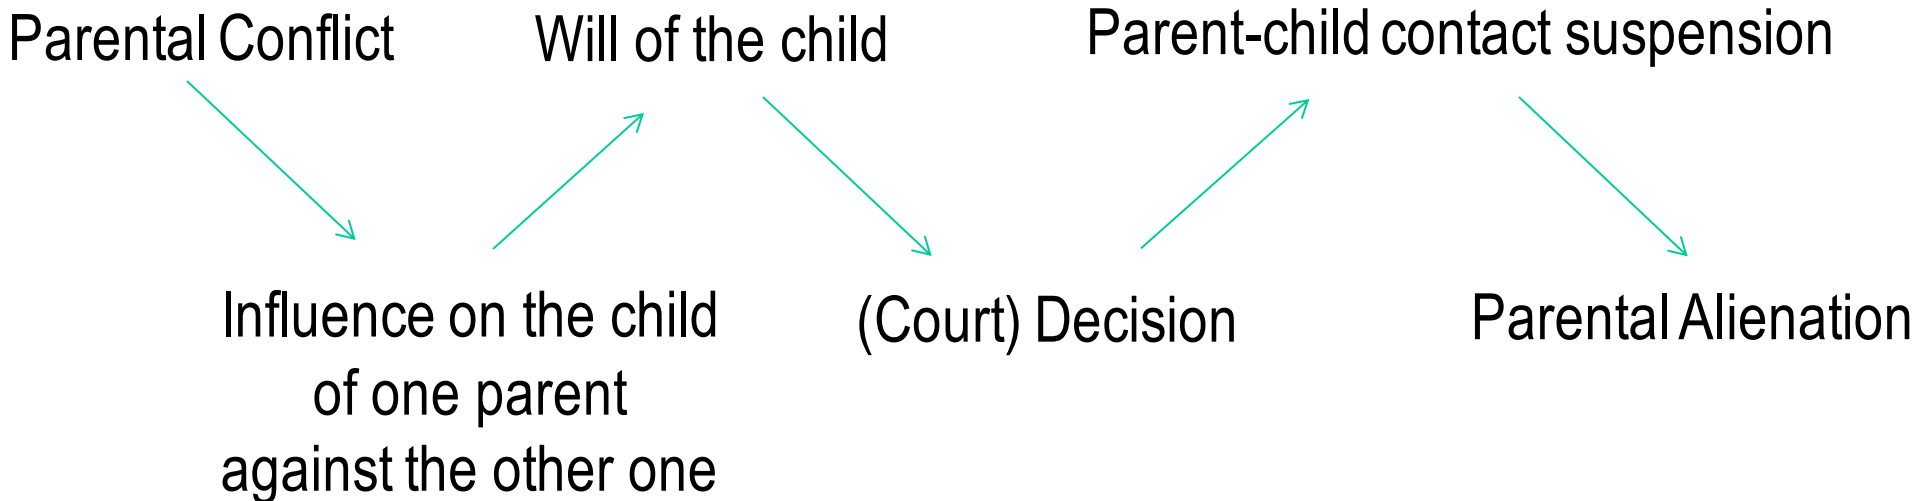 Parental Conflict
Will of the child
Parent-child contact suspension
Influence on the child
of one parent
against the other one
(Court) Decision
Parental Alienation